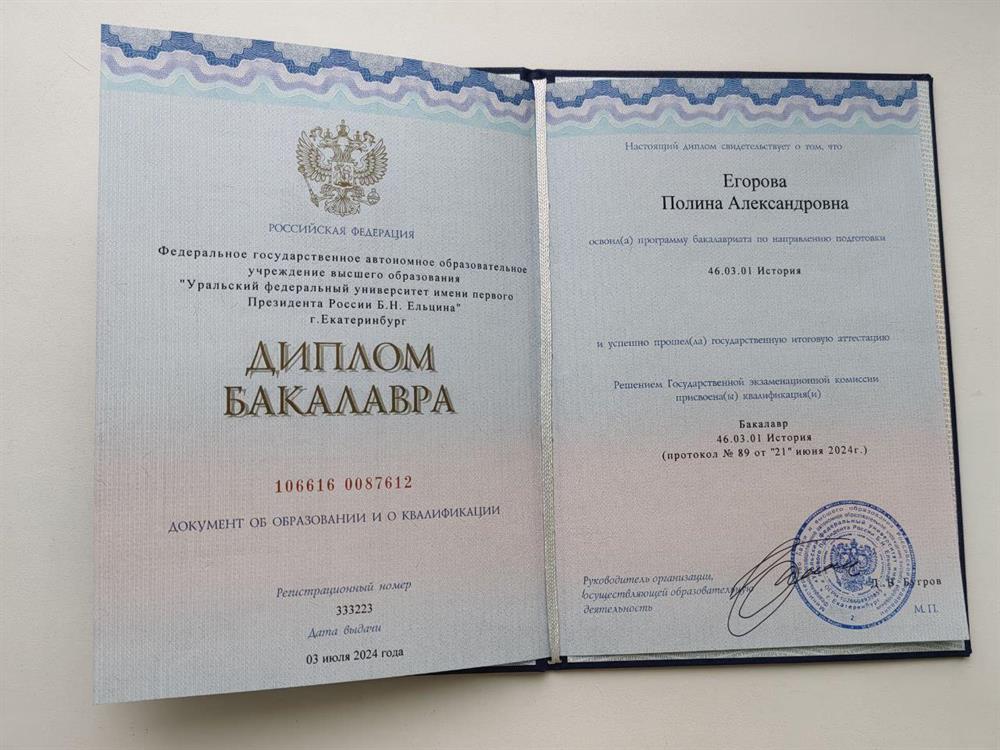 РОССИЙСКАЯ ФЕДЕРАЦИЯ
Федеральное государственное автономное образовательное
учреждение высшего образования
"Уральский федеральный университет имени первого
Президента России Б.Н. Ельцина"
г.Екатеринбург
ДИПЛОМ
БАКАЛАВРА
106616 0087612
ДОКУМЕНТ ОБ ОБРАЗОВАНИИ И О КВАЛИФИКАЦИИ
Регистрационный номер
333223
Дата выдачи
03 июля 2024 года
Настоящий диплом свидетельствует о том, что
Егорова
Полина Александровна
освоил(а) программу бакалавриата по направлению подготовки
46.03.01 История
и успешно прошел(ла) государственную итоговую аттестацию
Решением Государственной экзаменационной комиссии
присвоена(ы) квалификация(и)
Бакалавр
46.03.01 История
(протокол № 89 от "21" июня 2024г.)
Руководитель организации,
осуществляющей образовательную
деятельность
Д.В. Бугров
М.П.